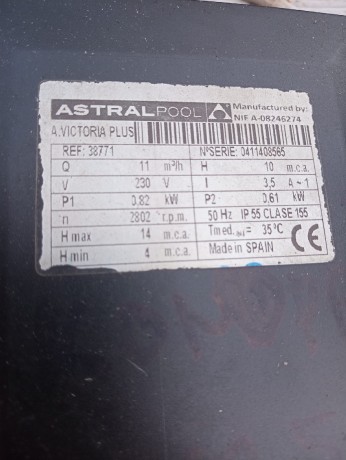 ASTRALPOOL Manufactured by:
NIF A-08246274
A.VICTORIA PLUS
REF: 38771 NºSERIE: 0411408565
Q 11 m³/h H 10 m.c.a.
V 230 V I 3,5 A ~ 1
P1 0,82 kW P2 0,61 kW
n 2802 r.p.m. 50 Hz IP 55 CLASE 155
H max 14 m.c.a. Tmed. = 35ºC
H min 4 m.c.a. Made in SPAIN CE